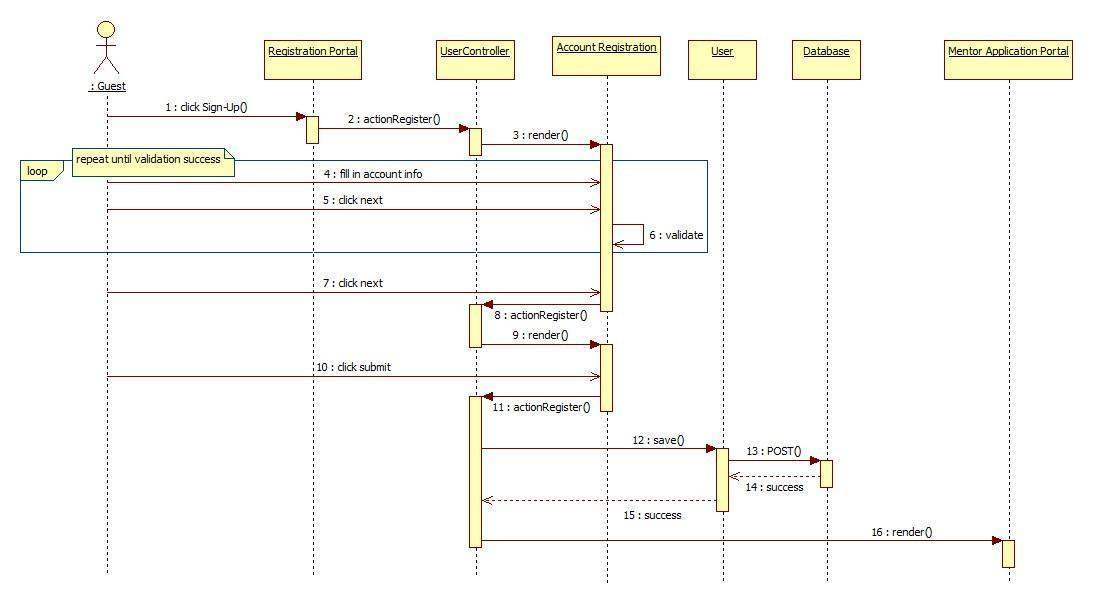 Registration Portal
UserController
Account Registration
User
Database
Mentor Application Portal
: Guest
1 : click Sign-Up()
2 : actionRegister()
3 : render()
repeat until validation success
loop
4 : fill in account info
5 : click next
6 : validate
7 : click next
8 : actionRegister()
9 : render()
10 : click submit
11 : actionRegister()
12 : save()
13 : POST()
14 : success
15 : success
16 : render()